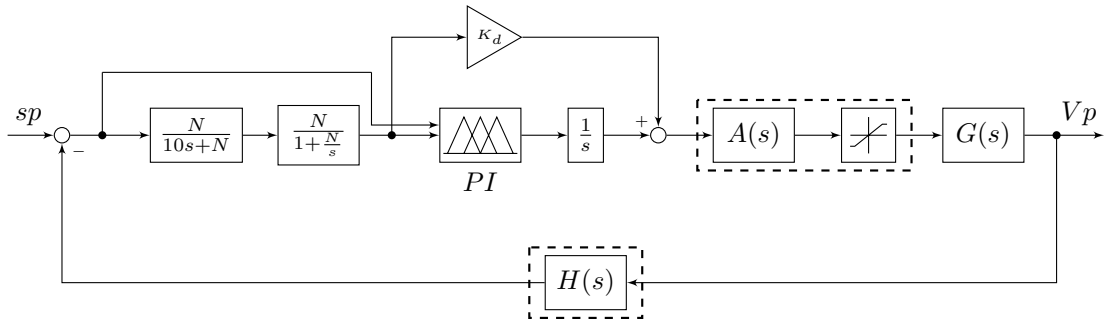 K_d
sp
N
10s+N
N
1+N/s
1
s
+
A(s)
G(s)
Vp
−
PI
H(s)